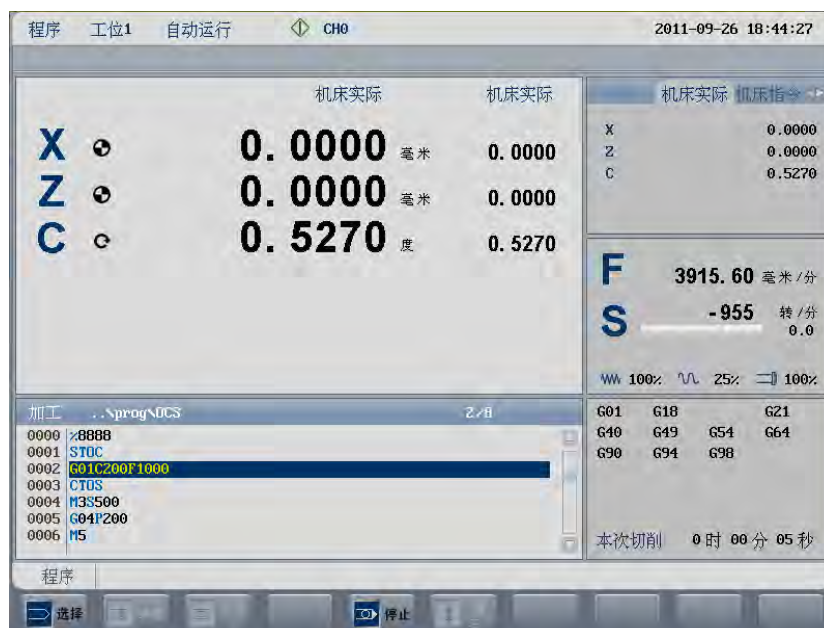 程序 工位1 自动运行 CH0 2011-09-26 18:44:27
机床实际 机床实际
X 0.0000 毫米 0.0000
Z 0.0000 毫米 0.0000
C 0.5270 度 0.5270
机床实际 机床指令
X 0.0000
Z 0.0000
C 0.5270
F 3915.60 毫米/分
S -955 转/分
0.0
100% 25% 100%
加工 ..\prog\OCS 2/8
0000 %8888
0001 STOC
0002 G01C200F1000
0003 CTOS
0004 M3S500
0005 G04P200
0006 M5
G01 G18 G21
G40 G49 G54 G64
G90 G94 G98
本次切削 0时 00分 05秒
程序
选择 停止